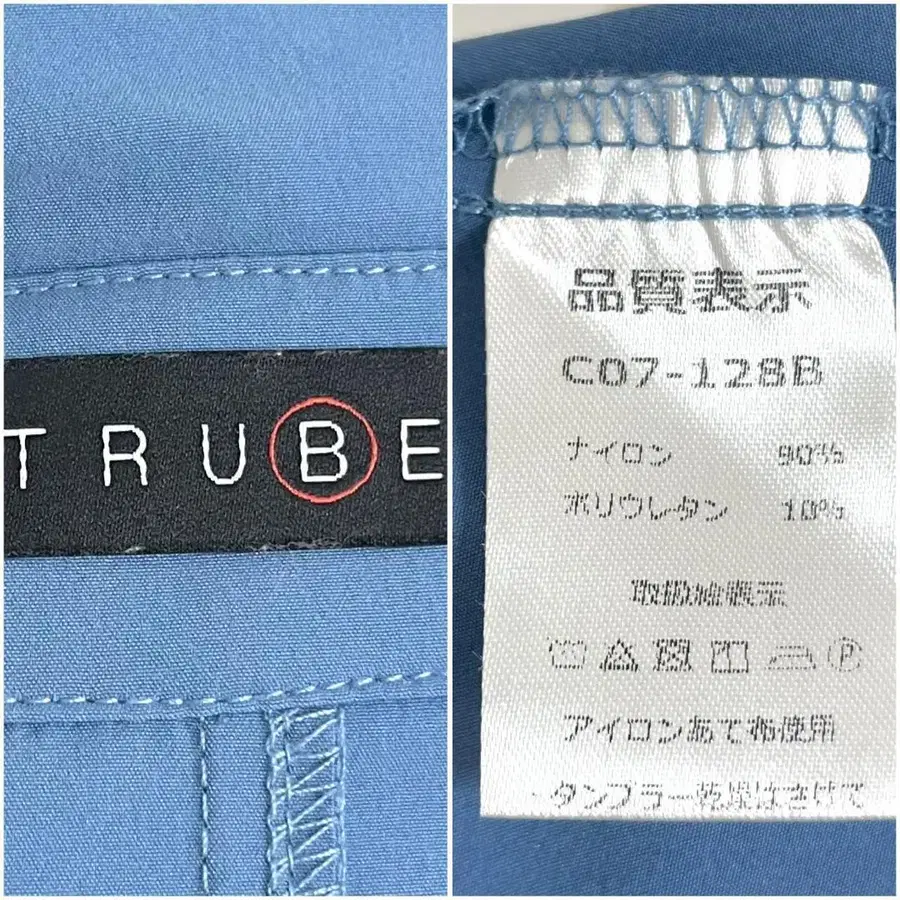 TRUBE
品質表示
C07-128B
ナイロン 90%
ポリウレタン 10%
取扱絵表示
P
アイロンあて布使用
タンブラー乾燥はさけて